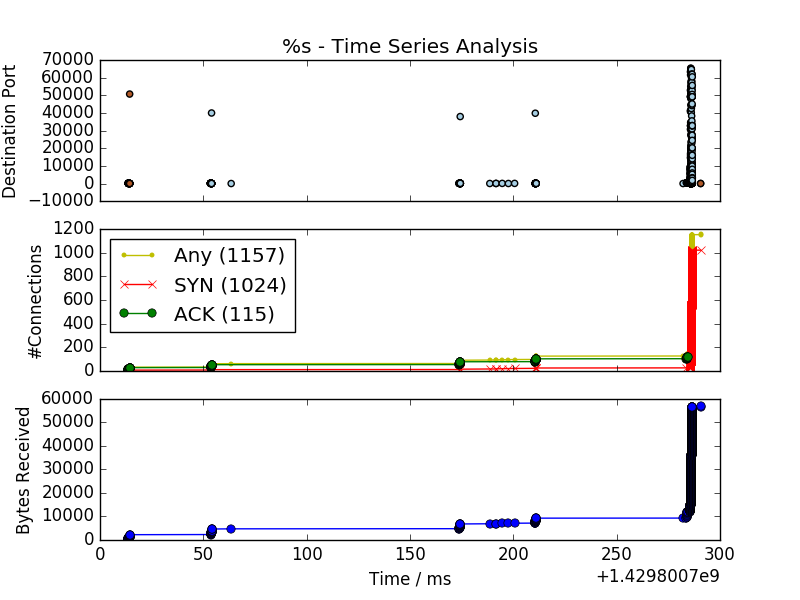 %s - Time Series Analysis
70000
60000
50000
40000
30000
20000
10000
0
−10000
Destination Port
1200
1000
800
600
400
200
0
#Connections
Any (1157)
SYN (1024)
ACK (115)
60000
50000
40000
30000
20000
10000
0
Bytes Received
0 50 100 150 200 250 300
Time / ms
+1.4298007e9